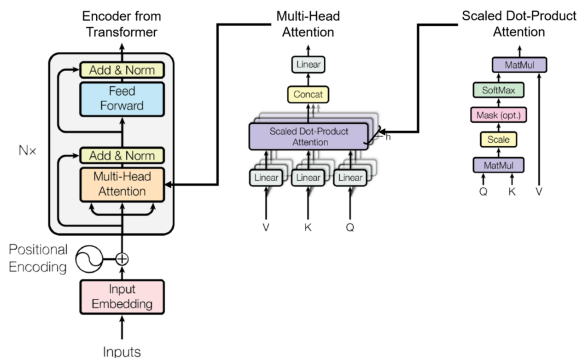 Encoder from
Transformer
Add & Norm
Feed
Forward
N×
Add & Norm
Multi-Head
Attention
Positional
Encoding
Input
Embedding
Inputs
Multi-Head
Attention
Linear
Concat
Scaled Dot-Product
Attention
h
Linear
Linear
Linear
V
K
Q
Scaled Dot-Product
Attention
MatMul
SoftMax
Mask (opt.)
Scale
MatMul
Q
K
V